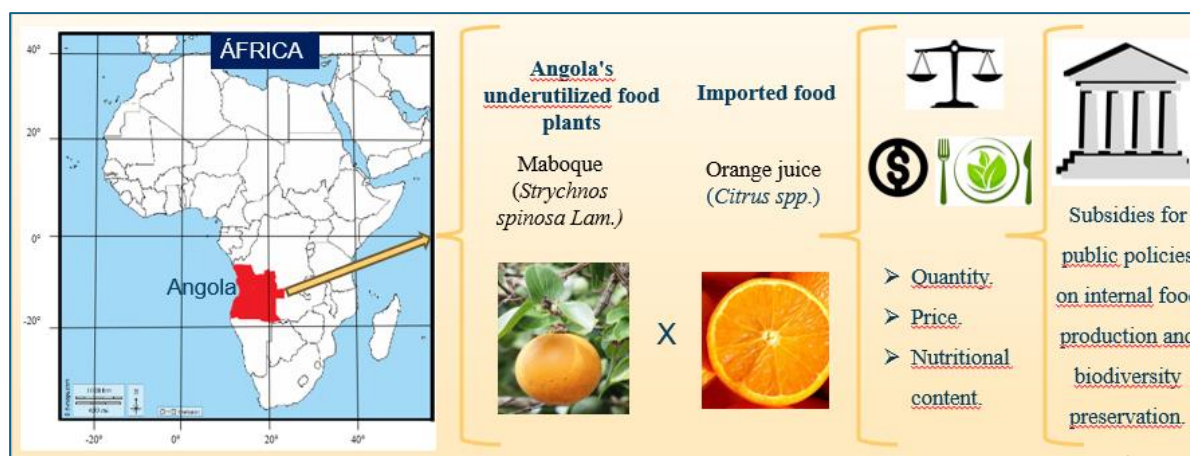 ÁFRICA
40°
20°
0°
-20°
Angola
-20°
0°
20°
40°
Angola's
underutilized food
plants
Maboque
(Strychnos
spinosa Lam.)
X
Imported food
Orange juice
(Citrus spp.)
$
➢ Quantity.
➢ Price.
➢ Nutritional
content.
Subsidies for
public policies
on internal food
production and
biodiversity
preservation.